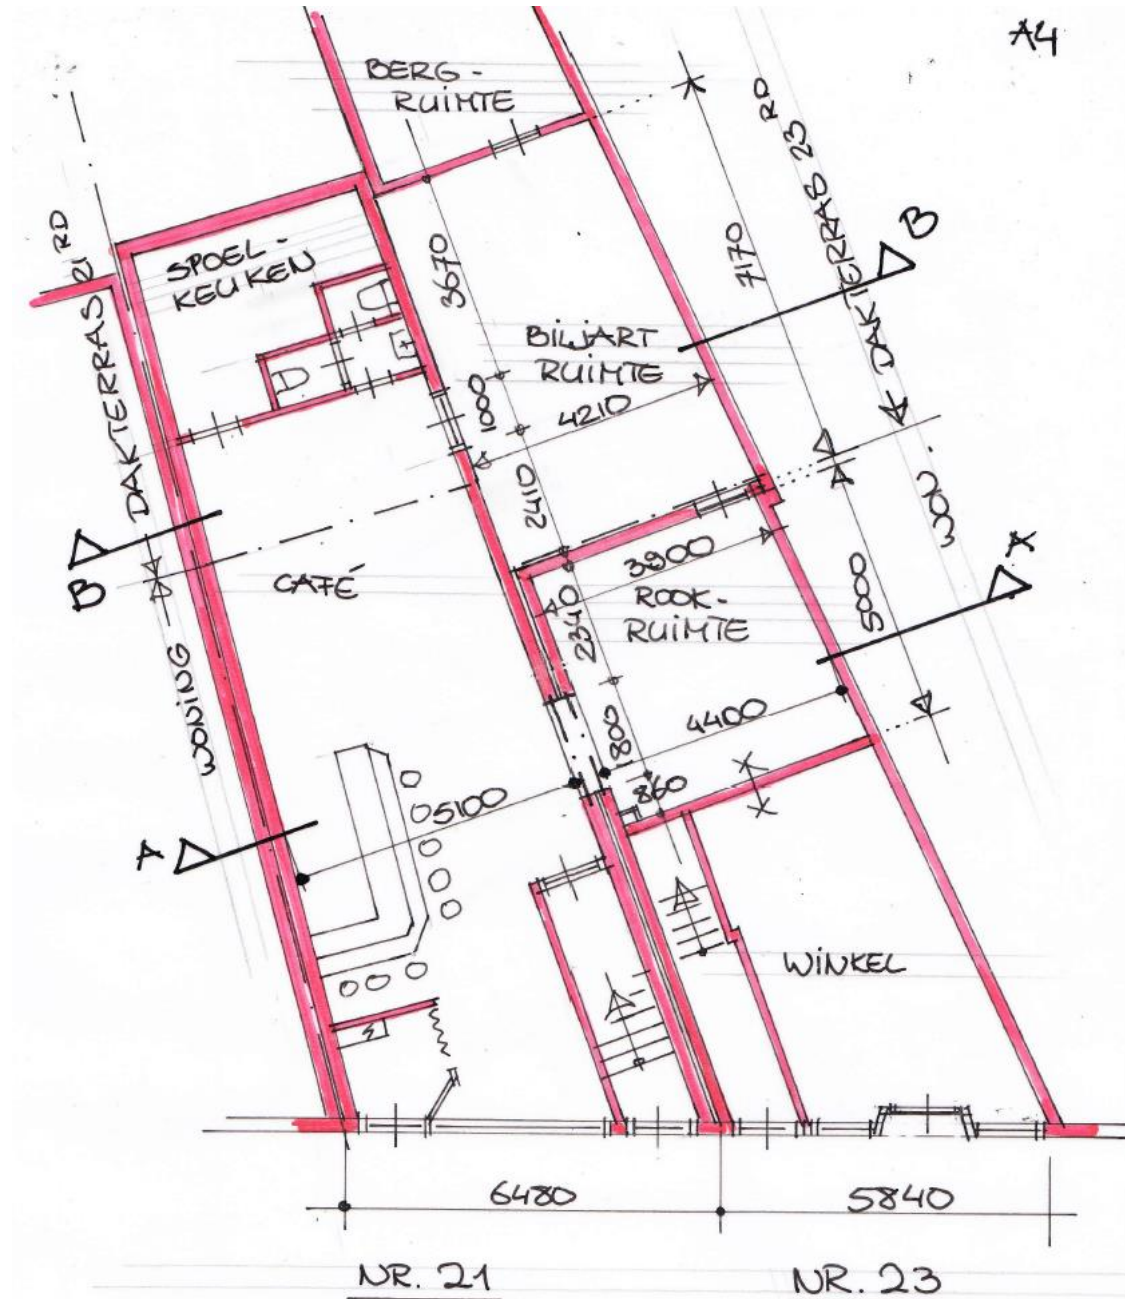 A4
BERG-
RUIMTE
DAKTERRAS 23 RD
B
7170
DAKTERRAS 21 RD
SPOEL-
KEUKEN
3670
BILJART
RUIMTE
1000
4210
2410
B
CAFÉ
3900
WON.
A
ROOK-
RUIMTE
2340
5000
WONING
4400
1800
860
5100
A
WINKEL
6480
5840
NR. 21
NR. 23